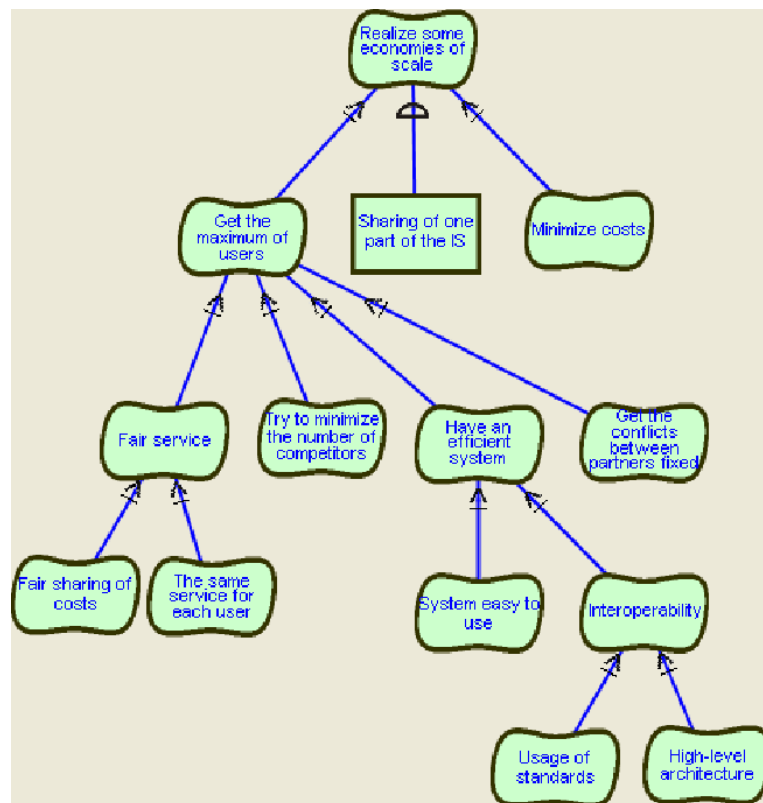 Realize some
economies of
scale
Get the
maximum of
users
Sharing of one
part of the IS
Minimize costs
Fair service
Try to minimize
the number of
competitors
Have an
efficient
system
Get the
conflicts
between
partners fixed
Fair sharing of
costs
The same
service for
each user
System easy to
use
Interoperability
Usage of
standards
High-level
architecture